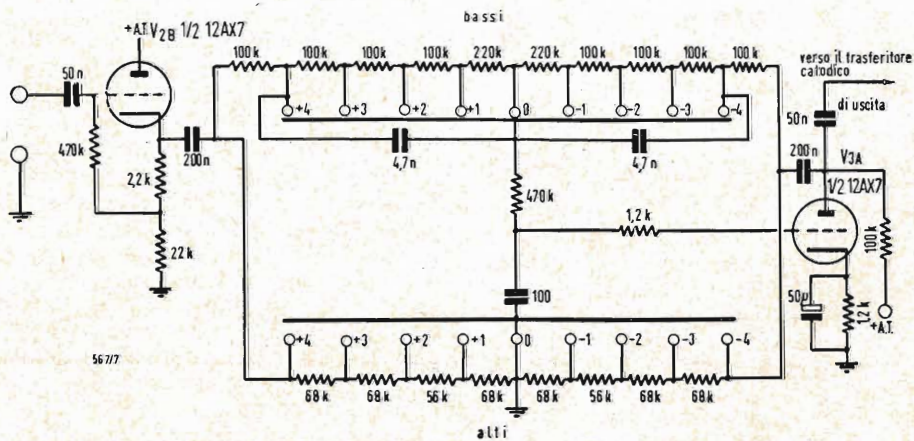 bassi
+A.T. V2B 1/2 12AX7
100k 100k 100k 100k 220k 220k 100k 100k 100k 100k
verso il trasferitore
catodico
di uscita
50n
50n
+4 +3 +2 +1 0 -1 -2 -3 -4
470k
200n
4,7n
4,7n
200n
V3A
1/2 12AX7
2,2k
470k
1,2k
100k
22k
100
50µ
1,2k
+A.T.
+4 +3 +2 +1 0 -1 -2 -3 -4
567/7
68k 68k 56k 68k 68k 56k 68k 68k
alti